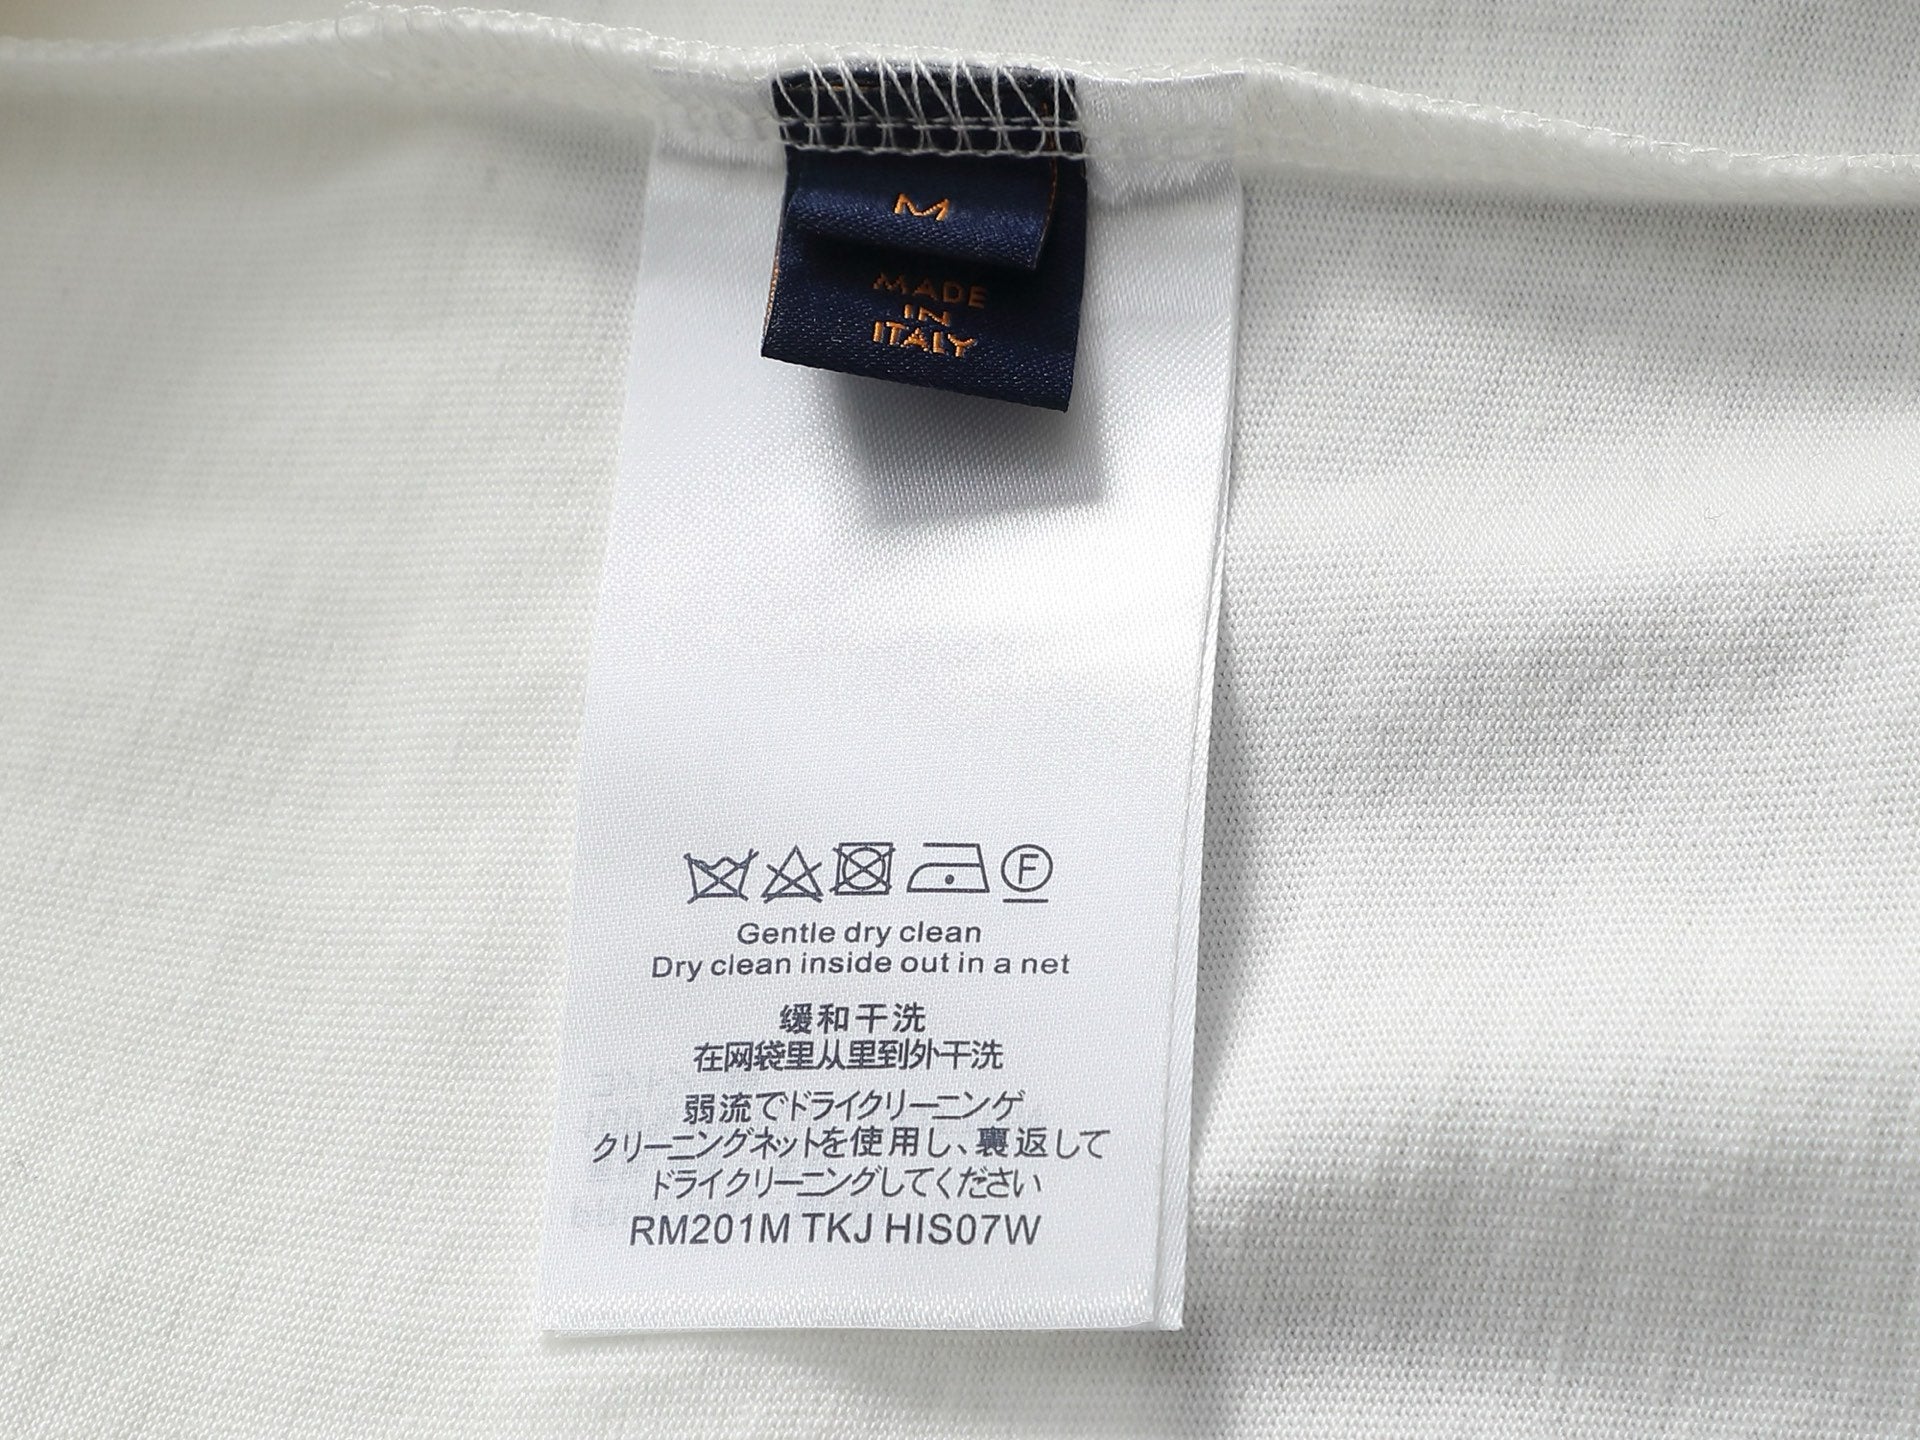 M
MADE
IN
ITALY
F
Gentle dry clean
Dry clean inside out in a net
缓和干洗
在网袋里从里到外干洗
弱流でドライクリーニンゲ
クリーニングネットを使用し、裏返して
ドライクリーニングしてください
RM201M TKJ HIS07W